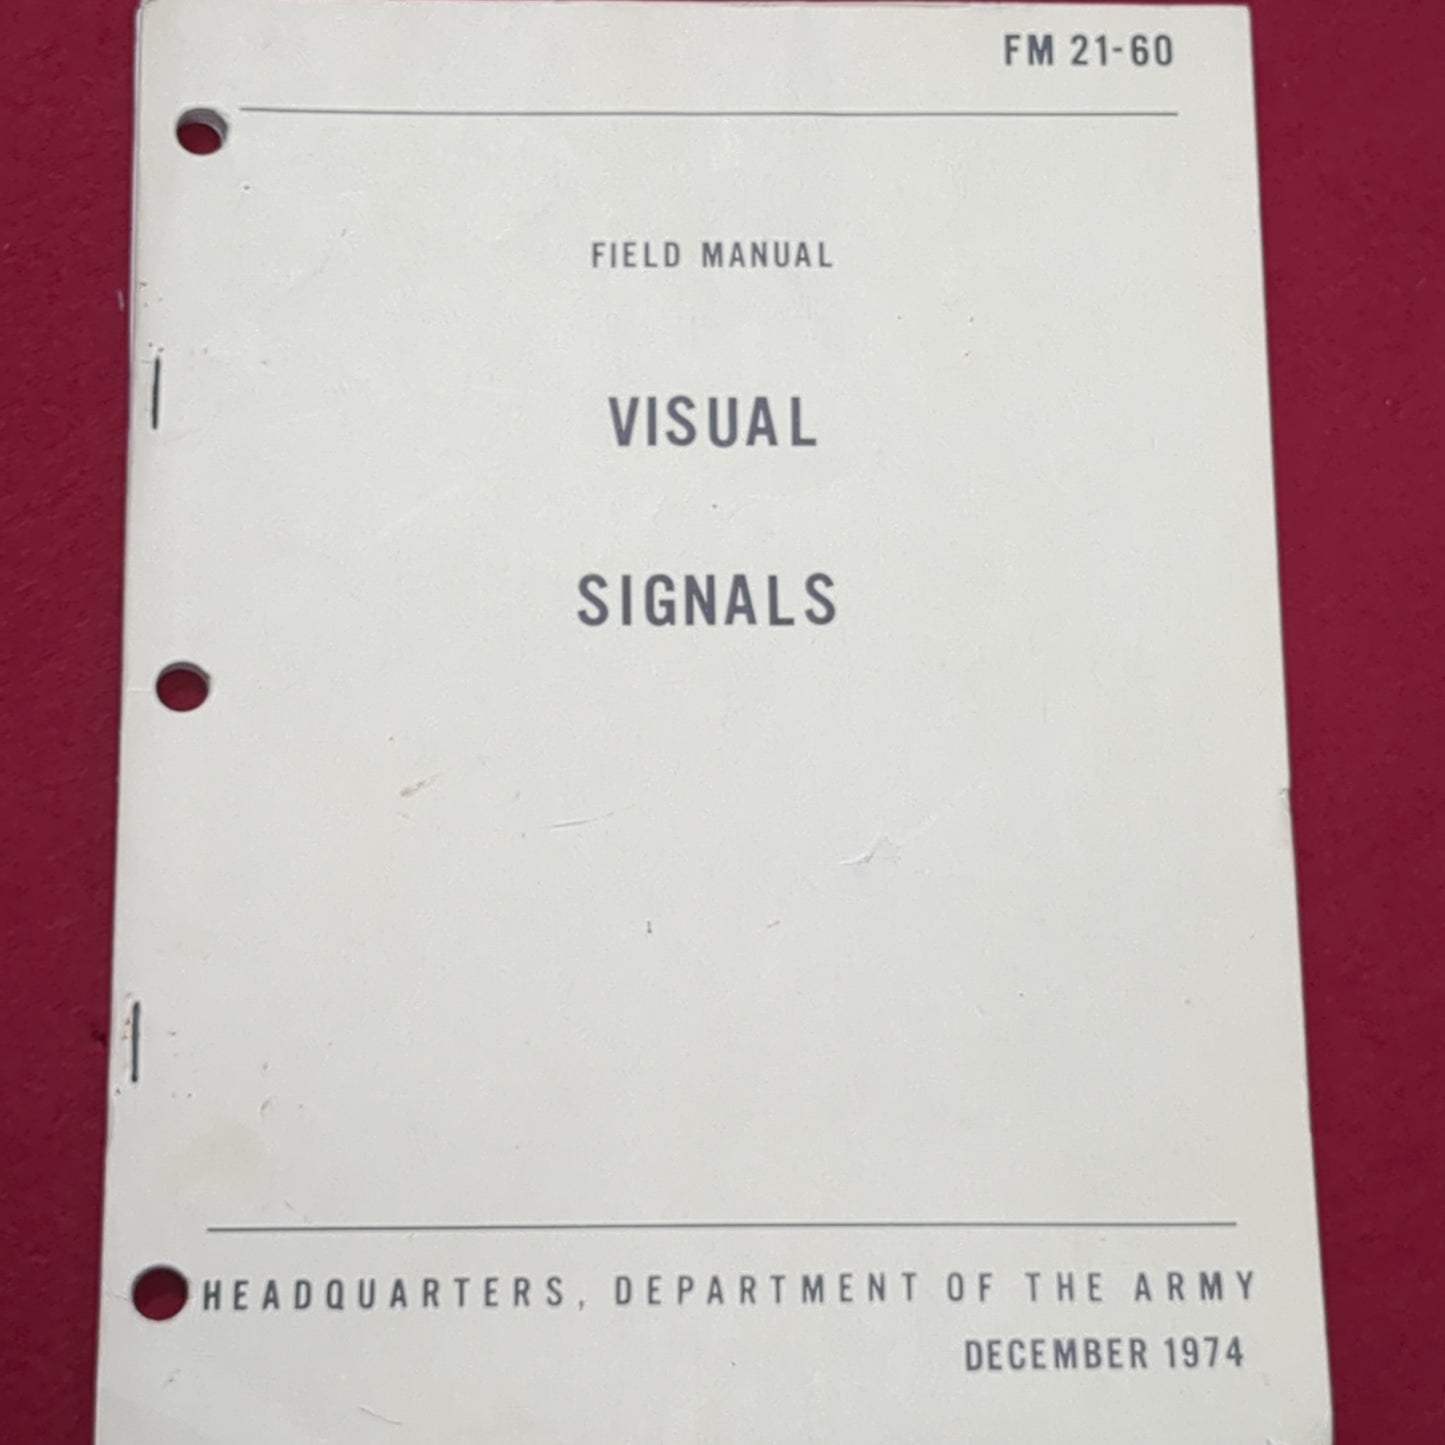 FM 21-60
FIELD MANUAL
VISUAL
SIGNALS
HEADQUARTERS, DEPARTMENT OF THE ARMY
DECEMBER 1974